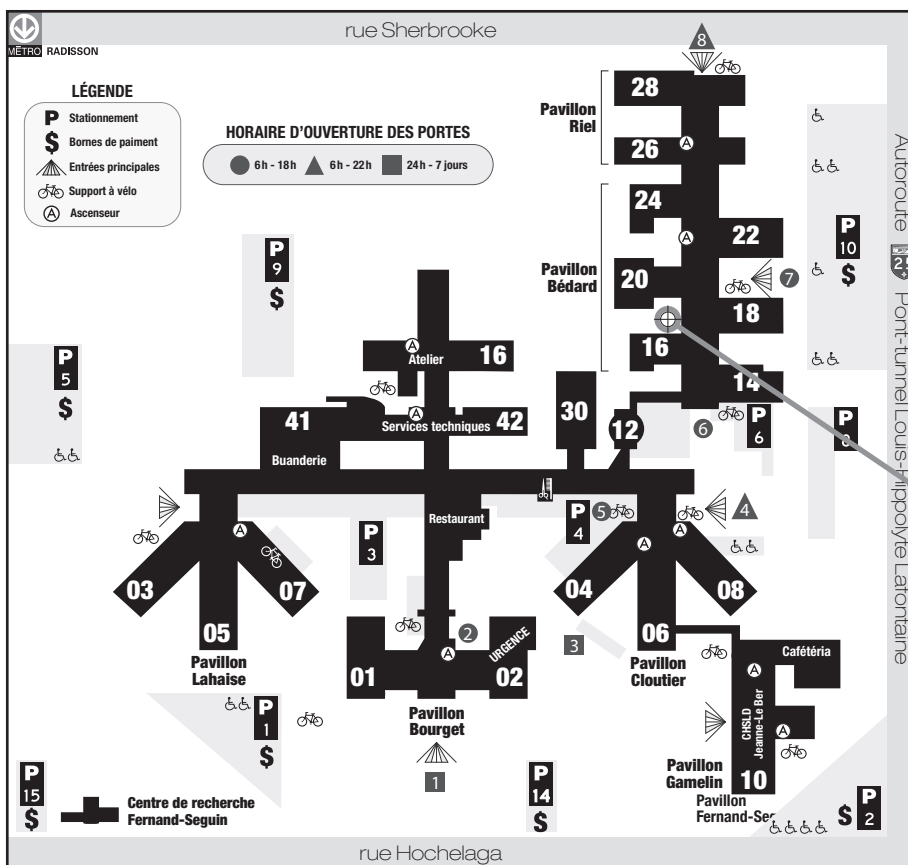 rue Sherbrooke
MÉTRO RADISSON
LÉGENDE
P Stationnement
$ Bornes de paiment
Entrées principales
Support à vélo
A Ascenseur
HORAIRE D'OUVERTURE DES PORTES
6h - 18h 6h - 22h 24h - 7 jours
8
28
Pavillon
Riel
26
A
24
22
A
Pavillon
Bédard
20
7
18
16
14
P
10
$
Autoroute 25 Pont-tunnel Louis-Hippolyte Lafontaine
P
9
$
P
5
$
A
Atelier
16
A
41
Services techniques
42
Buanderie
30
12
6
P
6
P
8
Restaurant
P
3
P
4
5
4
A
A
A
03
07
05
Pavillon
Lahaise
04
08
06
Pavillon
Cloutier
3
2
URGENCE
A
01
02
Pavillon
Bourget
1
P
1
$
Cafétéria
A
CHSLD
Jeanne-Le Ber
A
Pavillon
Gamelin
10
Pavillon
P
15
$
Centre de recherche
Fernand-Seguin
P
14
$
$
P
2
rue Hochelaga